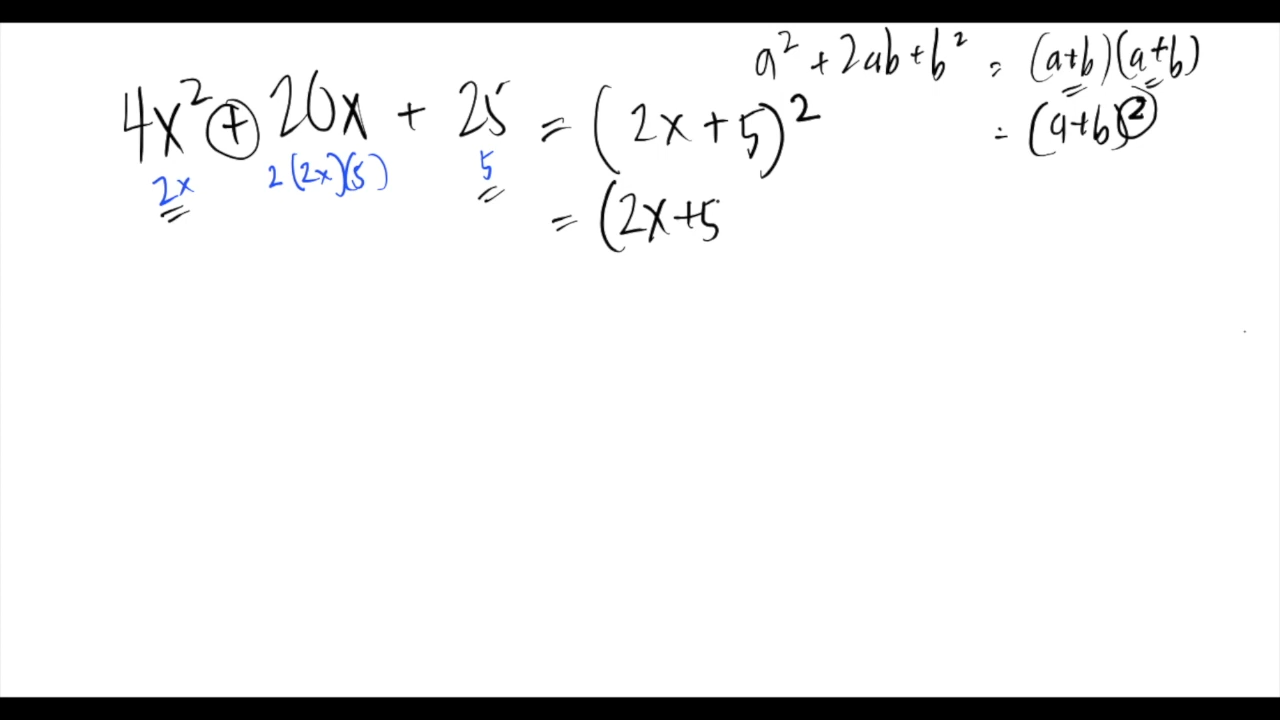 a² + 2ab + b² = (a+b)(a+b)
4x² + 20x + 25 = (2x + 5)²
= (a+b)²
2x 2(2x)(5) 5
= (2x+5